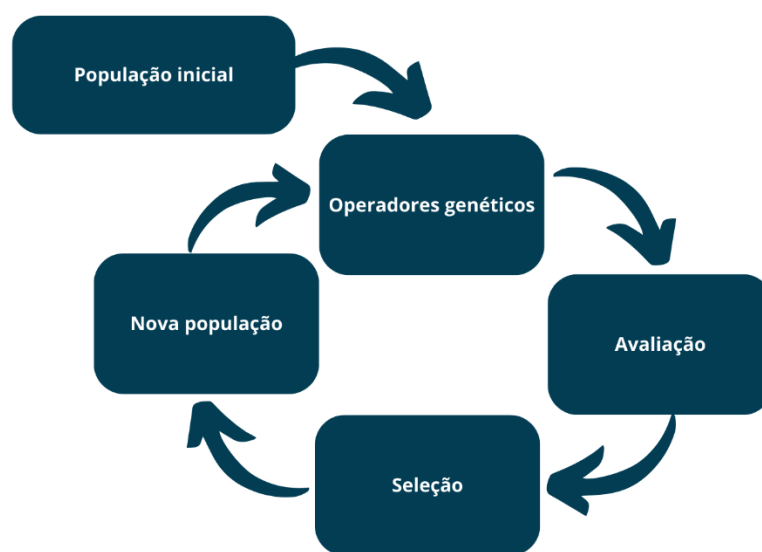 População inicial
Operadores genéticos
Nova população
Avaliação
Seleção